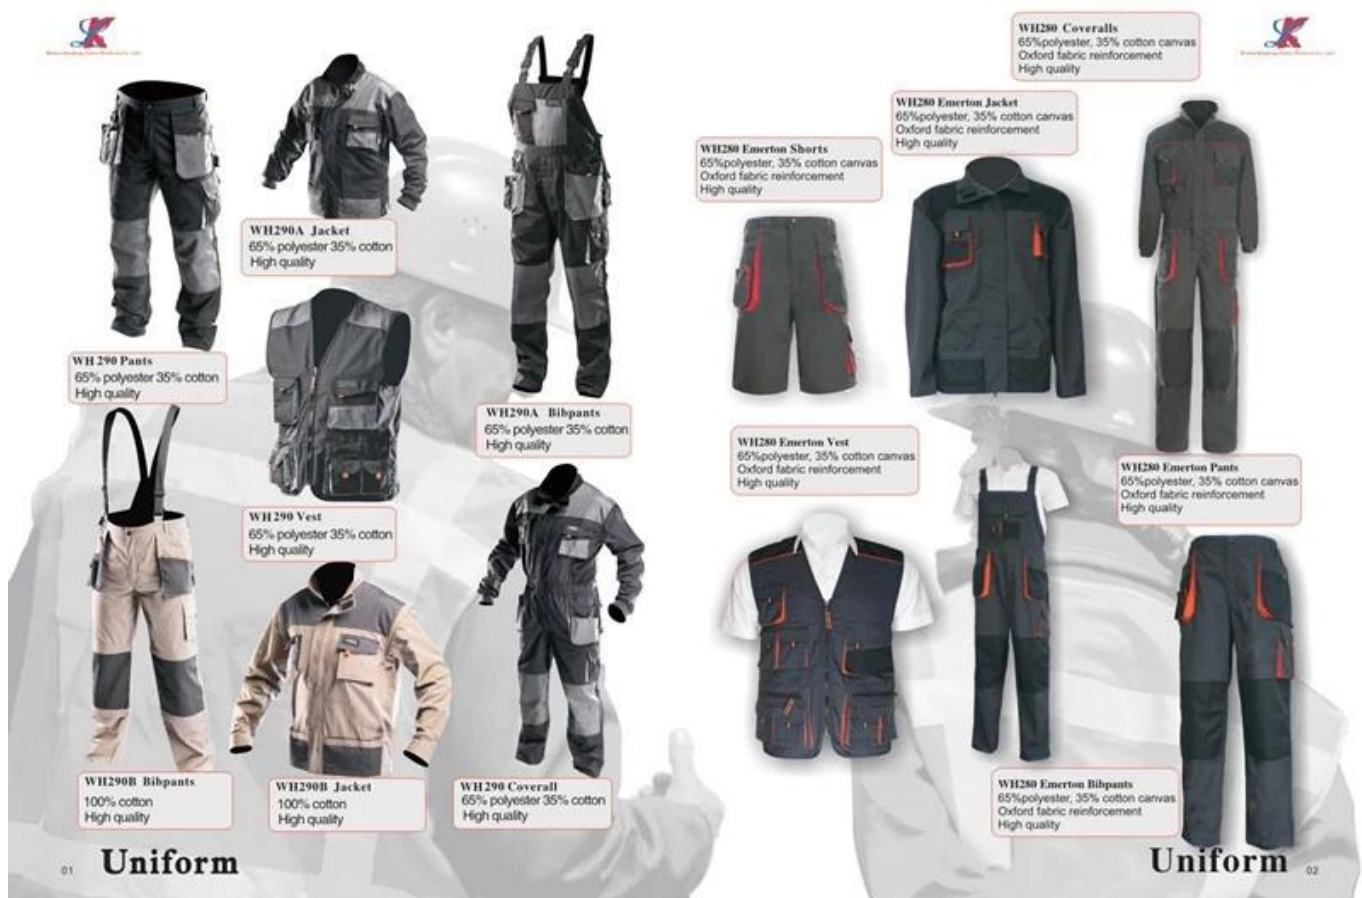 K
WH290A Jacket
65% polyester 35% cotton
High quality
WH 290 Pants
65% polyester 35% cotton
High quality
WH290A Bibpants
65% polyester 35% cotton
High quality
WH 290 Vest
65% polyester 35% cotton
High quality
WH290B Bibpants
100% cotton
High quality
WH290B Jacket
100% cotton
High quality
WH 290 Coverall
65% polyester 35% cotton
High quality
01 Uniform
K
WH280 Coveralls
65%polyester, 35% cotton canvas
Oxford fabric reinforcement
High quality
WH280 Emerton Jacket
65%polyester, 35% cotton canvas
Oxford fabric reinforcement
High quality
WH280 Emerton Shorts
65%polyester, 35% cotton canvas
Oxford fabric reinforcement
High quality
WH280 Emerton Vest
65%polyester, 35% cotton canvas
Oxford fabric reinforcement
High quality
WH280 Emerton Pants
65%polyester, 35% cotton canvas
Oxford fabric reinforcement
High quality
WH280 Emerton Bibpants
65%polyester, 35% cotton canvas
Oxford fabric reinforcement
High quality
Uniform 02